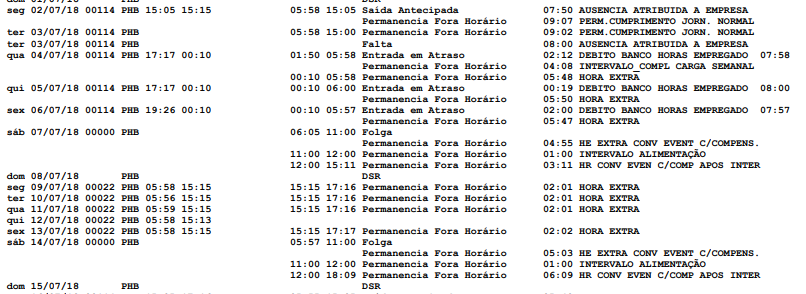 dom 01/07/18 PHB DSR
seg 02/07/18 00114 PHB 15:05 15:15 05:58 15:05 Saída Antecipada 07:50 AUSENCIA ATRIBUIDA A EMPRESA
Permanencia Fora Horário 09:07 PERM.CUMPRIMENTO JORN. NORMAL
ter 03/07/18 00114 PHB 05:58 15:00 Permanencia Fora Horário 09:02 PERM.CUMPRIMENTO JORN. NORMAL
ter 03/07/18 00114 PHB Falta 08:00 AUSENCIA ATRIBUIDA A EMPRESA
qua 04/07/18 00114 PHB 17:17 00:10 01:50 05:58 Entrada em Atraso 02:12 DEBITO BANCO HORAS EMPREGADO 07:58
Permanencia Fora Horário 04:08 INTERVALO_COMPL CARGA SEMANAL
00:10 05:58 Permanencia Fora Horário 05:48 HORA EXTRA
qui 05/07/18 00114 PHB 17:17 00:10 00:10 06:00 Entrada em Atraso 00:19 DEBITO BANCO HORAS EMPREGADO 08:00
Permanencia Fora Horário 05:50 HORA EXTRA
sex 06/07/18 00114 PHB 19:26 00:10 00:10 05:57 Entrada em Atraso 02:00 DEBITO BANCO HORAS EMPREGADO 07:57
Permanencia Fora Horário 05:47 HORA EXTRA
sáb 07/07/18 00000 PHB 06:05 11:00 Folga
Permanencia Fora Horário 04:55 HE EXTRA CONV EVENT_C/COMPENS.
11:00 12:00 Permanencia Fora Horário 01:00 INTERVALO ALIMENTAÇÃO
12:00 15:11 Permanencia Fora Horário 03:11 HR CONV EVEN C/COMP APOS INTER
dom 08/07/18 PHB DSR
seg 09/07/18 00022 PHB 05:58 15:15 15:15 17:16 Permanencia Fora Horário 02:01 HORA EXTRA
ter 10/07/18 00022 PHB 05:56 15:15 15:15 17:16 Permanencia Fora Horário 02:01 HORA EXTRA
qua 11/07/18 00022 PHB 05:59 15:15 15:15 17:16 Permanencia Fora Horário 02:01 HORA EXTRA
qui 12/07/18 00022 PHB 05:58 15:13
sex 13/07/18 00022 PHB 05:58 15:15 15:15 17:17 Permanencia Fora Horário 02:02 HORA EXTRA
sáb 14/07/18 00000 PHB 05:57 11:00 Folga
Permanencia Fora Horário 05:03 HE EXTRA CONV EVENT_C/COMPENS.
11:00 12:00 Permanencia Fora Horário 01:00 INTERVALO ALIMENTAÇÃO
12:00 18:09 Permanencia Fora Horário 06:09 HR CONV EVEN C/COMP APOS INTER
dom 15/07/18 PHB DSR